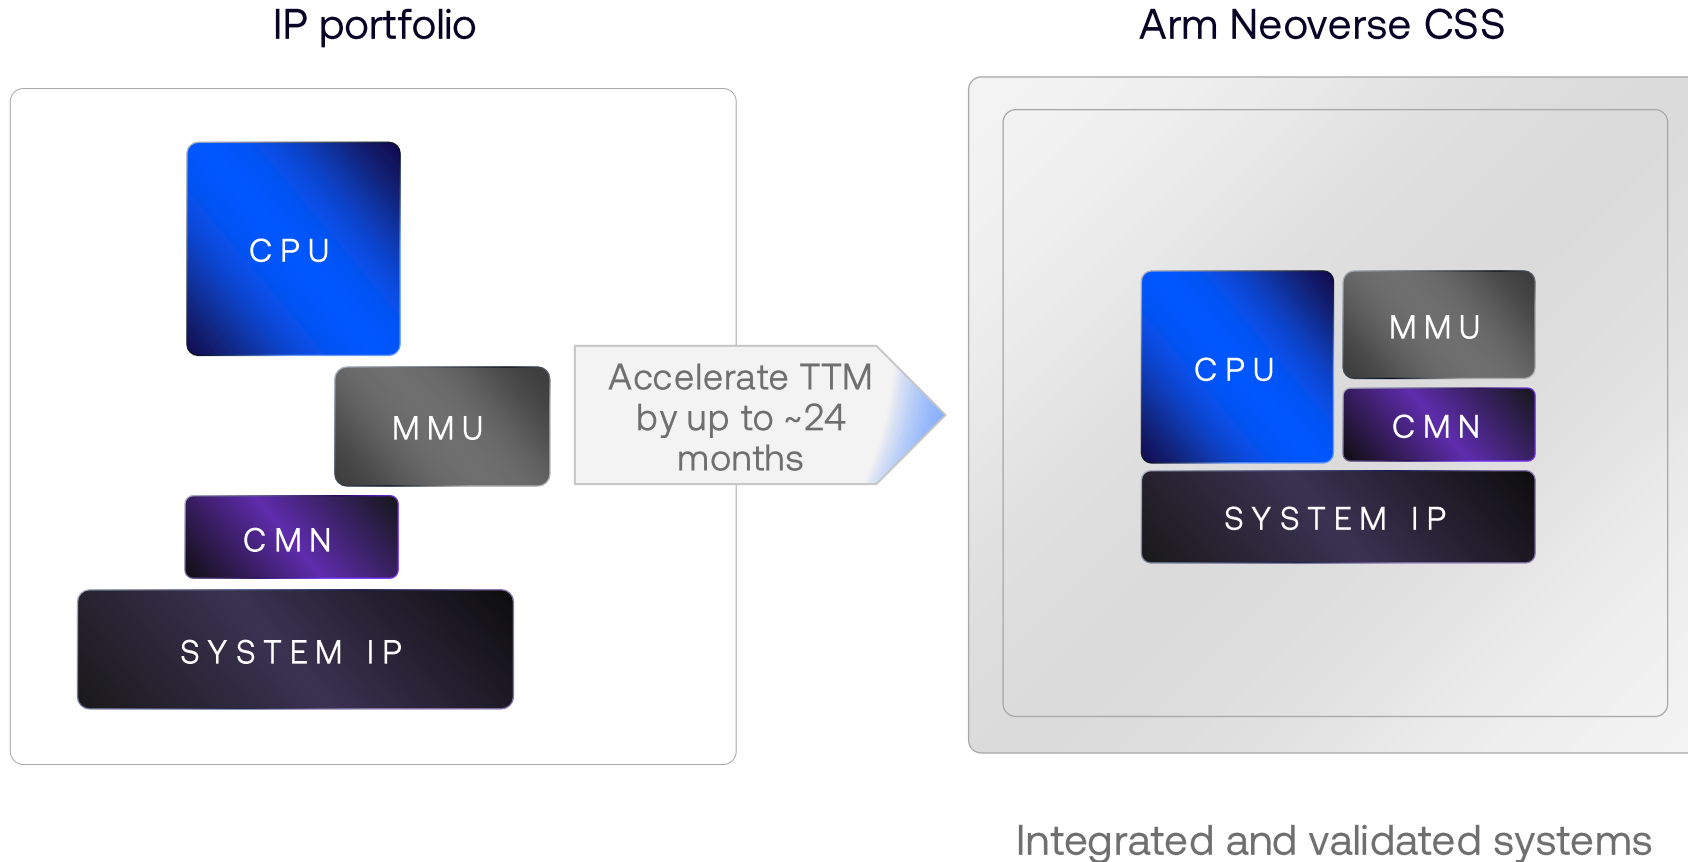 IP portfolio
Arm Neoverse CSS
CPU
MMU
CMN
SYSTEM IP
Accelerate TTM
by up to ~24
months
CPU
MMU
CMN
SYSTEM IP
Integrated and validated systems